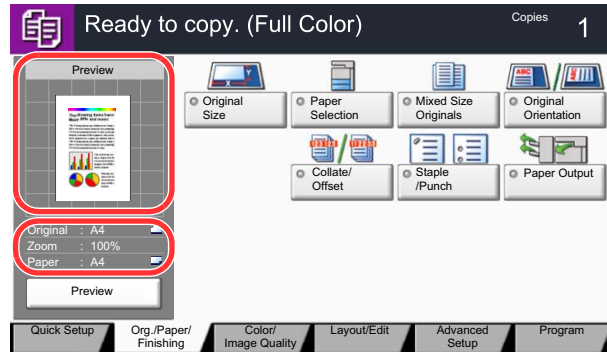 Ready to copy. (Full Color)
Copies 1
Preview
Original : A4
Zoom : 100%
Paper : A4
Preview
Original
Size
Paper
Selection
Mixed Size
Originals
ABC
Original
Orientation
Collate/
Offset
Staple
/Punch
Paper Output
Quick Setup
Org./Paper/
Finishing
Color/
Image Quality
Layout/Edit
Advanced
Setup
Program